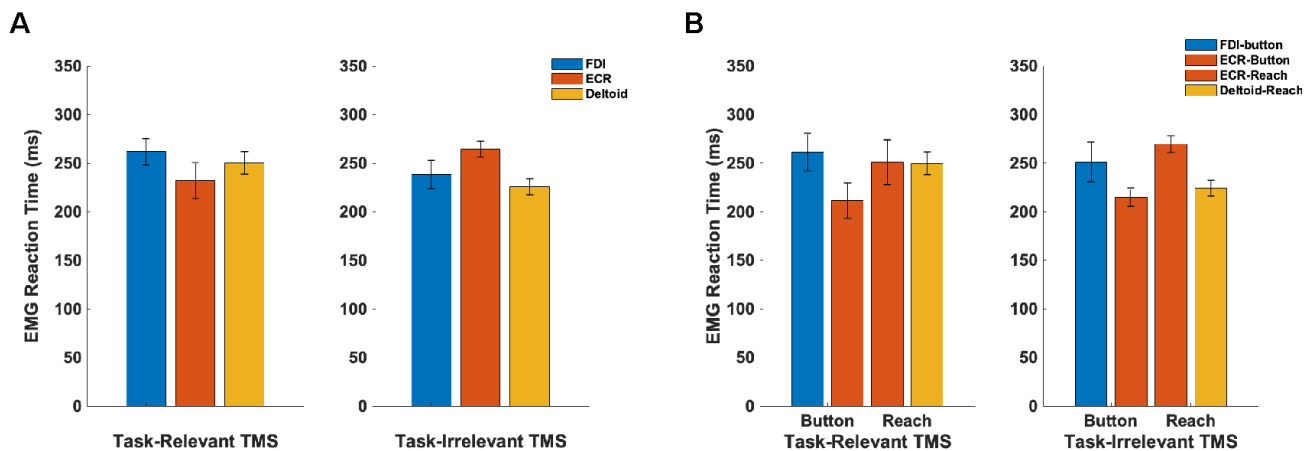 A
EMG Reaction Time (ms)
350
300
250
200
150
100
50
0
Task-Relevant TMS
350
300
250
200
150
100
50
0
FDI
ECR
Deltoid
Task-Irrelevant TMS
B
EMG Reaction Time (ms)
350
300
250
200
150
100
50
0
Button Reach
Task-Relevant TMS
350
300
250
200
150
100
50
0
FDI-button
ECR-Button
ECR-Reach
Deltoid-Reach
Button Reach
Task-Irrelevant TMS